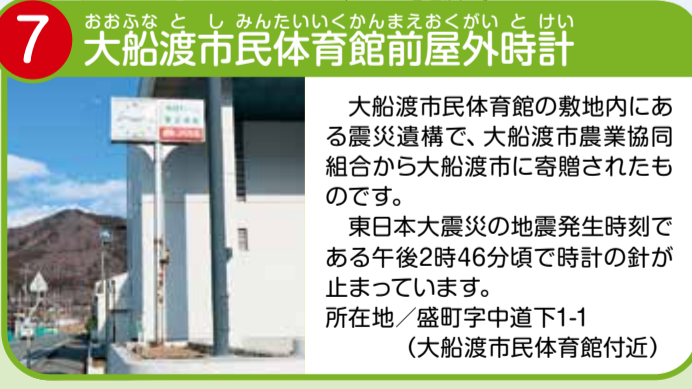 7
おおふなとしみんたいいくかんまえおくがいとけい
大船渡市民体育館前屋外時計
大船渡市民体育館の敷地内にあ
る震災遺構で、大船渡市農業協同
組合から大船渡市に寄贈されたも
のです。
東日本大震災の地震発生時刻で
ある午後2時46分頃で時計の針が
止まっています。
所在地／盛町字中道下1-1
（大船渡市民体育館付近）